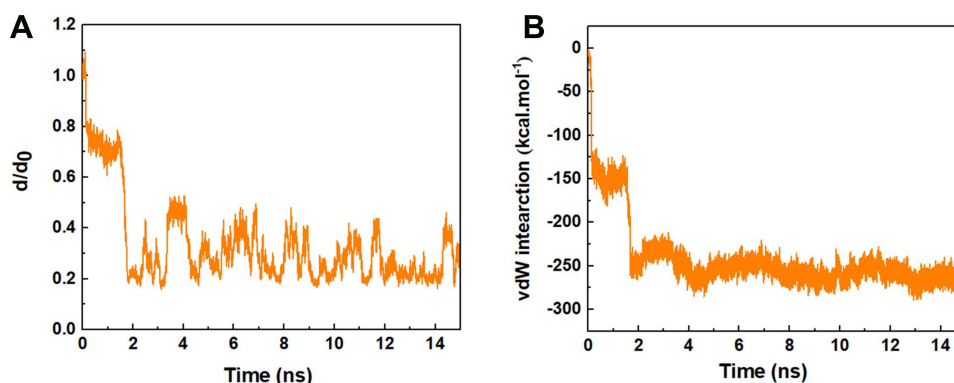 A
1.2
1.0
0.8
0.6
0.4
0.2
0.0
d/d0
0 2 4 6 8 10 12 14
Time (ns)
B
0
-50
-100
-150
-200
-250
-300
vdW intearction (kcal.mol-1)
0 2 4 6 8 10 12 14
Time (ns)